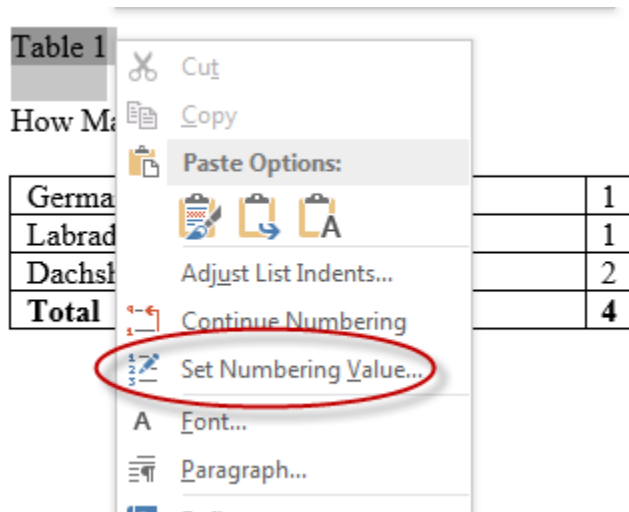 Table 1
Cut
Copy
How Ma
Paste Options:
Germa 1
Labrad 1
Dachsh 2
Total 4
Adjust List Indents...
Continue Numbering
Set Numbering Value...
Font...
Paragraph...